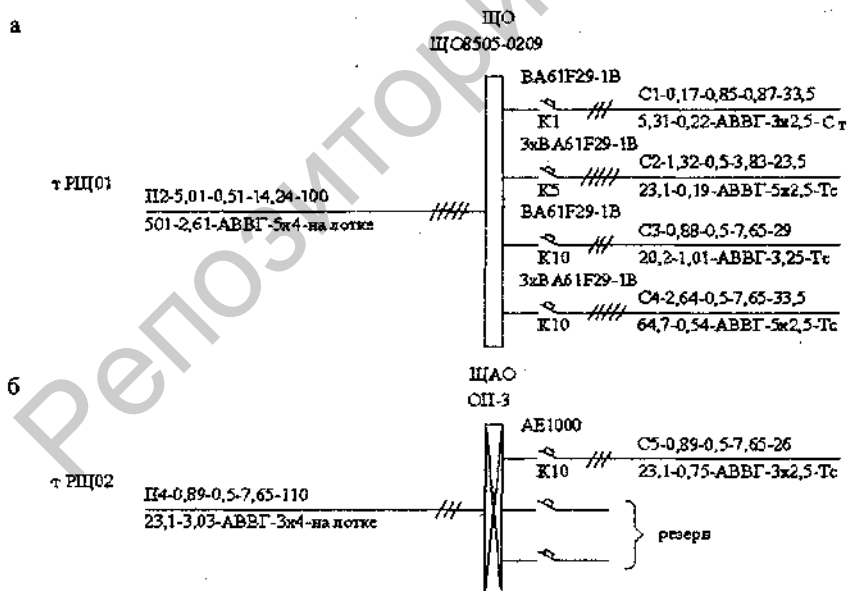 а
ЩО
ЩО8505-0209
ВА61F29-1В
С1-0,17-0,85-0,87-33,5
К1
5,31-0,22-АВВГ-3х2,5-Ст
3хВА61F29-1В
С2-1,32-0,5-3,83-23,5
К5
23,1-0,19-АВВГ-5х2,5-Тс
т РЩ01
П2-5,01-0,51-14,24-100
501-2,61-АВВГ-5х4-на лотке
ВА61F29-1В
С3-0,88-0,5-7,65-29
К10
20,2-1,01-АВВГ-3,25-Тс
3хВА61F29-1В
С4-2,64-0,5-7,65-33,5
К10
64,7-0,54-АВВГ-5х2,5-Тс
б
ЩАО
ОП-3
АЕ1000
С5-0,89-0,5-7,65-26
К10
23,1-0,75-АВВГ-3х2,5-Тс
т РЩ02
П4-0,89-0,5-7,65-110
23,1-3,03-АВВГ-3х4-на лотке
резерв